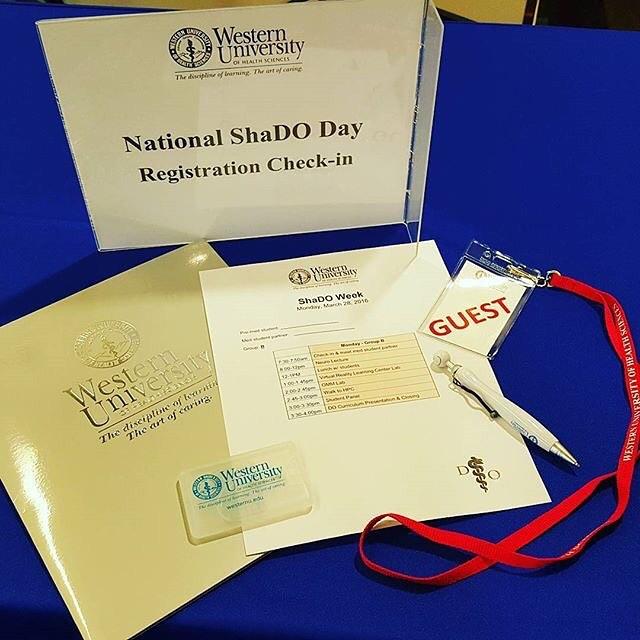 Western
University
OF HEALTH SCIENCES
The discipline of learning. The art of caring.
National ShaDO Day
Registration Check-in
Western
University
The discipline of learning. The art of caring.
ShaDO Week
Monday, March 28, 2016
Pre-med student:
Med student partner:
Group: B
Monday - Group B
7:30-7:50am Check-in & meet med student partner
8:00-12pm Neuro Lecture
12-1PM Lunch w/ students
1:00-1:45pm Virtual Reality Learning Center Lab
2:00-2:45pm OMM Lab
2:45-3:00pm Walk to HPC
3:00-3:30pm Student Panel
3:30-4:00pm DO Curriculum Presentation & Closing
D O
GUEST
WESTERN UNIVERSITY OF HEALTH SCIENCES
Western
University
The discipline of learning.
The art of caring.
Western
University
OF HEALTH SCIENCES
The discipline of learning. The art of caring.
westernu.edu